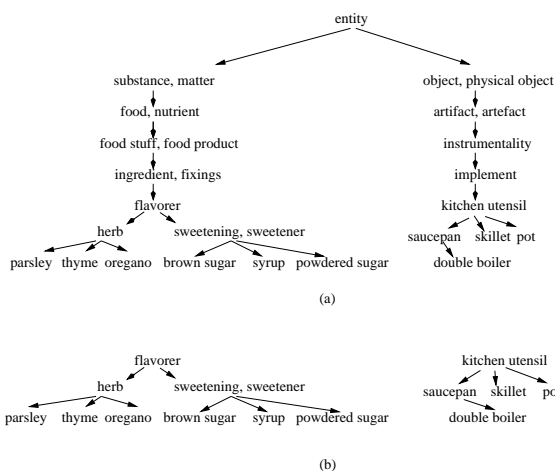 entity
substance, matter object, physical object
food, nutrient artifact, artefact
food stuff, food product instrumentality
ingredient, fixings implement
flavorer kitchen utensil
herb sweetening, sweetener saucepan skillet pot
parsley thyme oregano brown sugar syrup powdered sugar double boiler
(a)
flavorer kitchen utensil
herb sweetening, sweetener saucepan skillet po
parsley thyme oregano brown sugar syrup powdered sugar double boiler
(b)